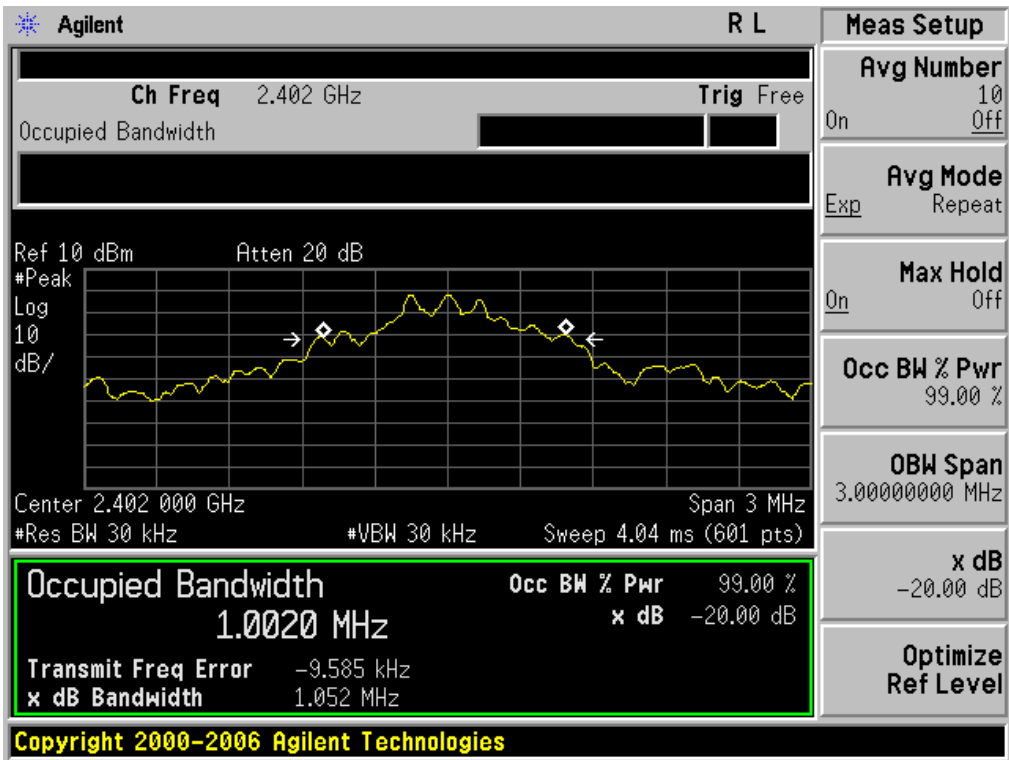 Agilent R L
Ch Freq 2.402 GHz Trig Free
Occupied Bandwidth
Ref 10 dBm Atten 20 dB
#Peak
Log
10
dB/
Center 2.402 000 GHz Span 3 MHz
#Res BW 30 kHz #VBW 30 kHz Sweep 4.04 ms (601 pts)
Occupied Bandwidth Occ BW % Pwr 99.00 %
1.0020 MHz x dB -20.00 dB
Transmit Freq Error -9.585 kHz
x dB Bandwidth 1.052 MHz
Copyright 2000-2006 Agilent Technologies
Meas Setup
Avg Number
10
On Off
Avg Mode
Exp Repeat
Max Hold
On Off
Occ BW % Pwr
99.00 %
OBW Span
3.00000000 MHz
x dB
-20.00 dB
Optimize
Ref Level